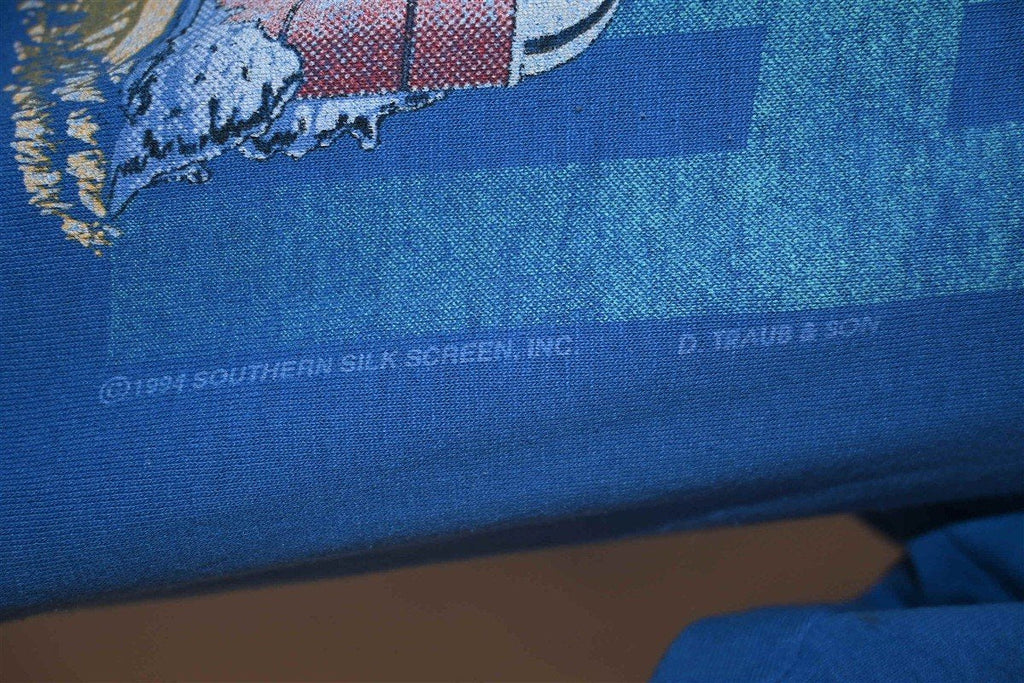 ©1994 SOUTHERN SILK SCREEN, INC. D. TRAUB & SON